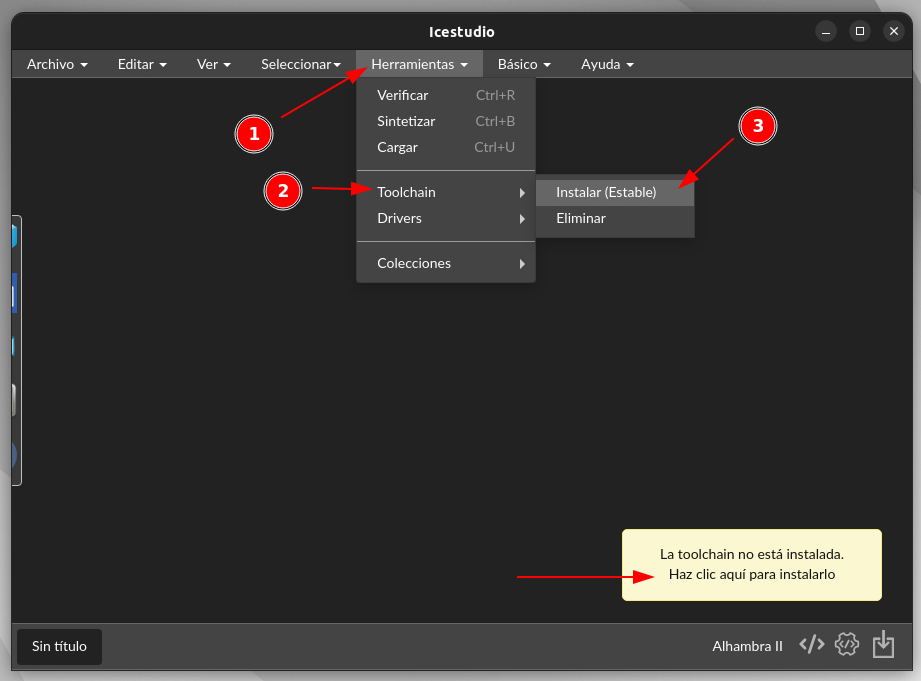 Icestudio
Archivo Editar Ver Seleccionar Herramientas Básico Ayuda
Verificar Ctrl+R
Sintetizar Ctrl+B
Cargar Ctrl+U
1
3
2
Toolchain
Instalar (Estable)
Drivers
Eliminar
Colecciones
La toolchain no está instalada.
Haz clic aquí para instalarlo
Sin título
Alhambra II